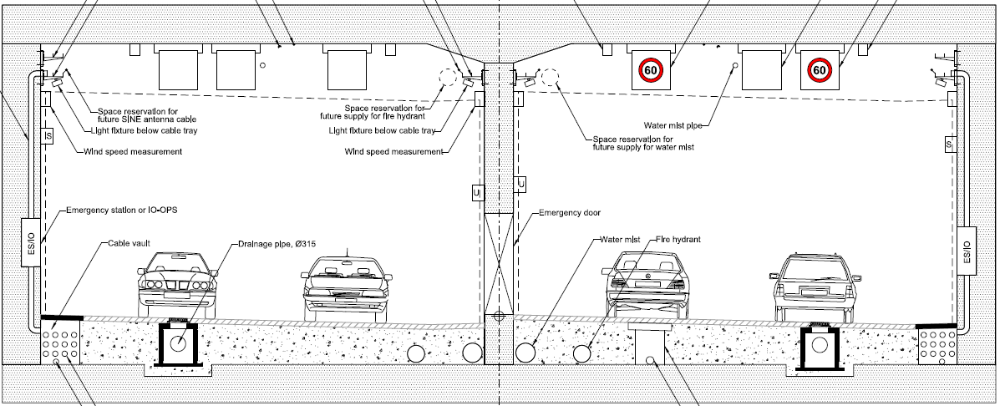 60
60
Space reservation for
future SINE antenna cable
Light fixture below cable tray
Wind speed measurement
Space reservation for
future supply for fire hydrant
Light fixture below cable tray
Wind speed measurement
Water mist pipe
Space reservation for
future supply for water mist
S
S
U
U
Emergency station or IO-OPS
Emergency door
ES/IO
Cable vault
Drainage pipe, Ø315
Water mist
Fire hydrant
ES/IO